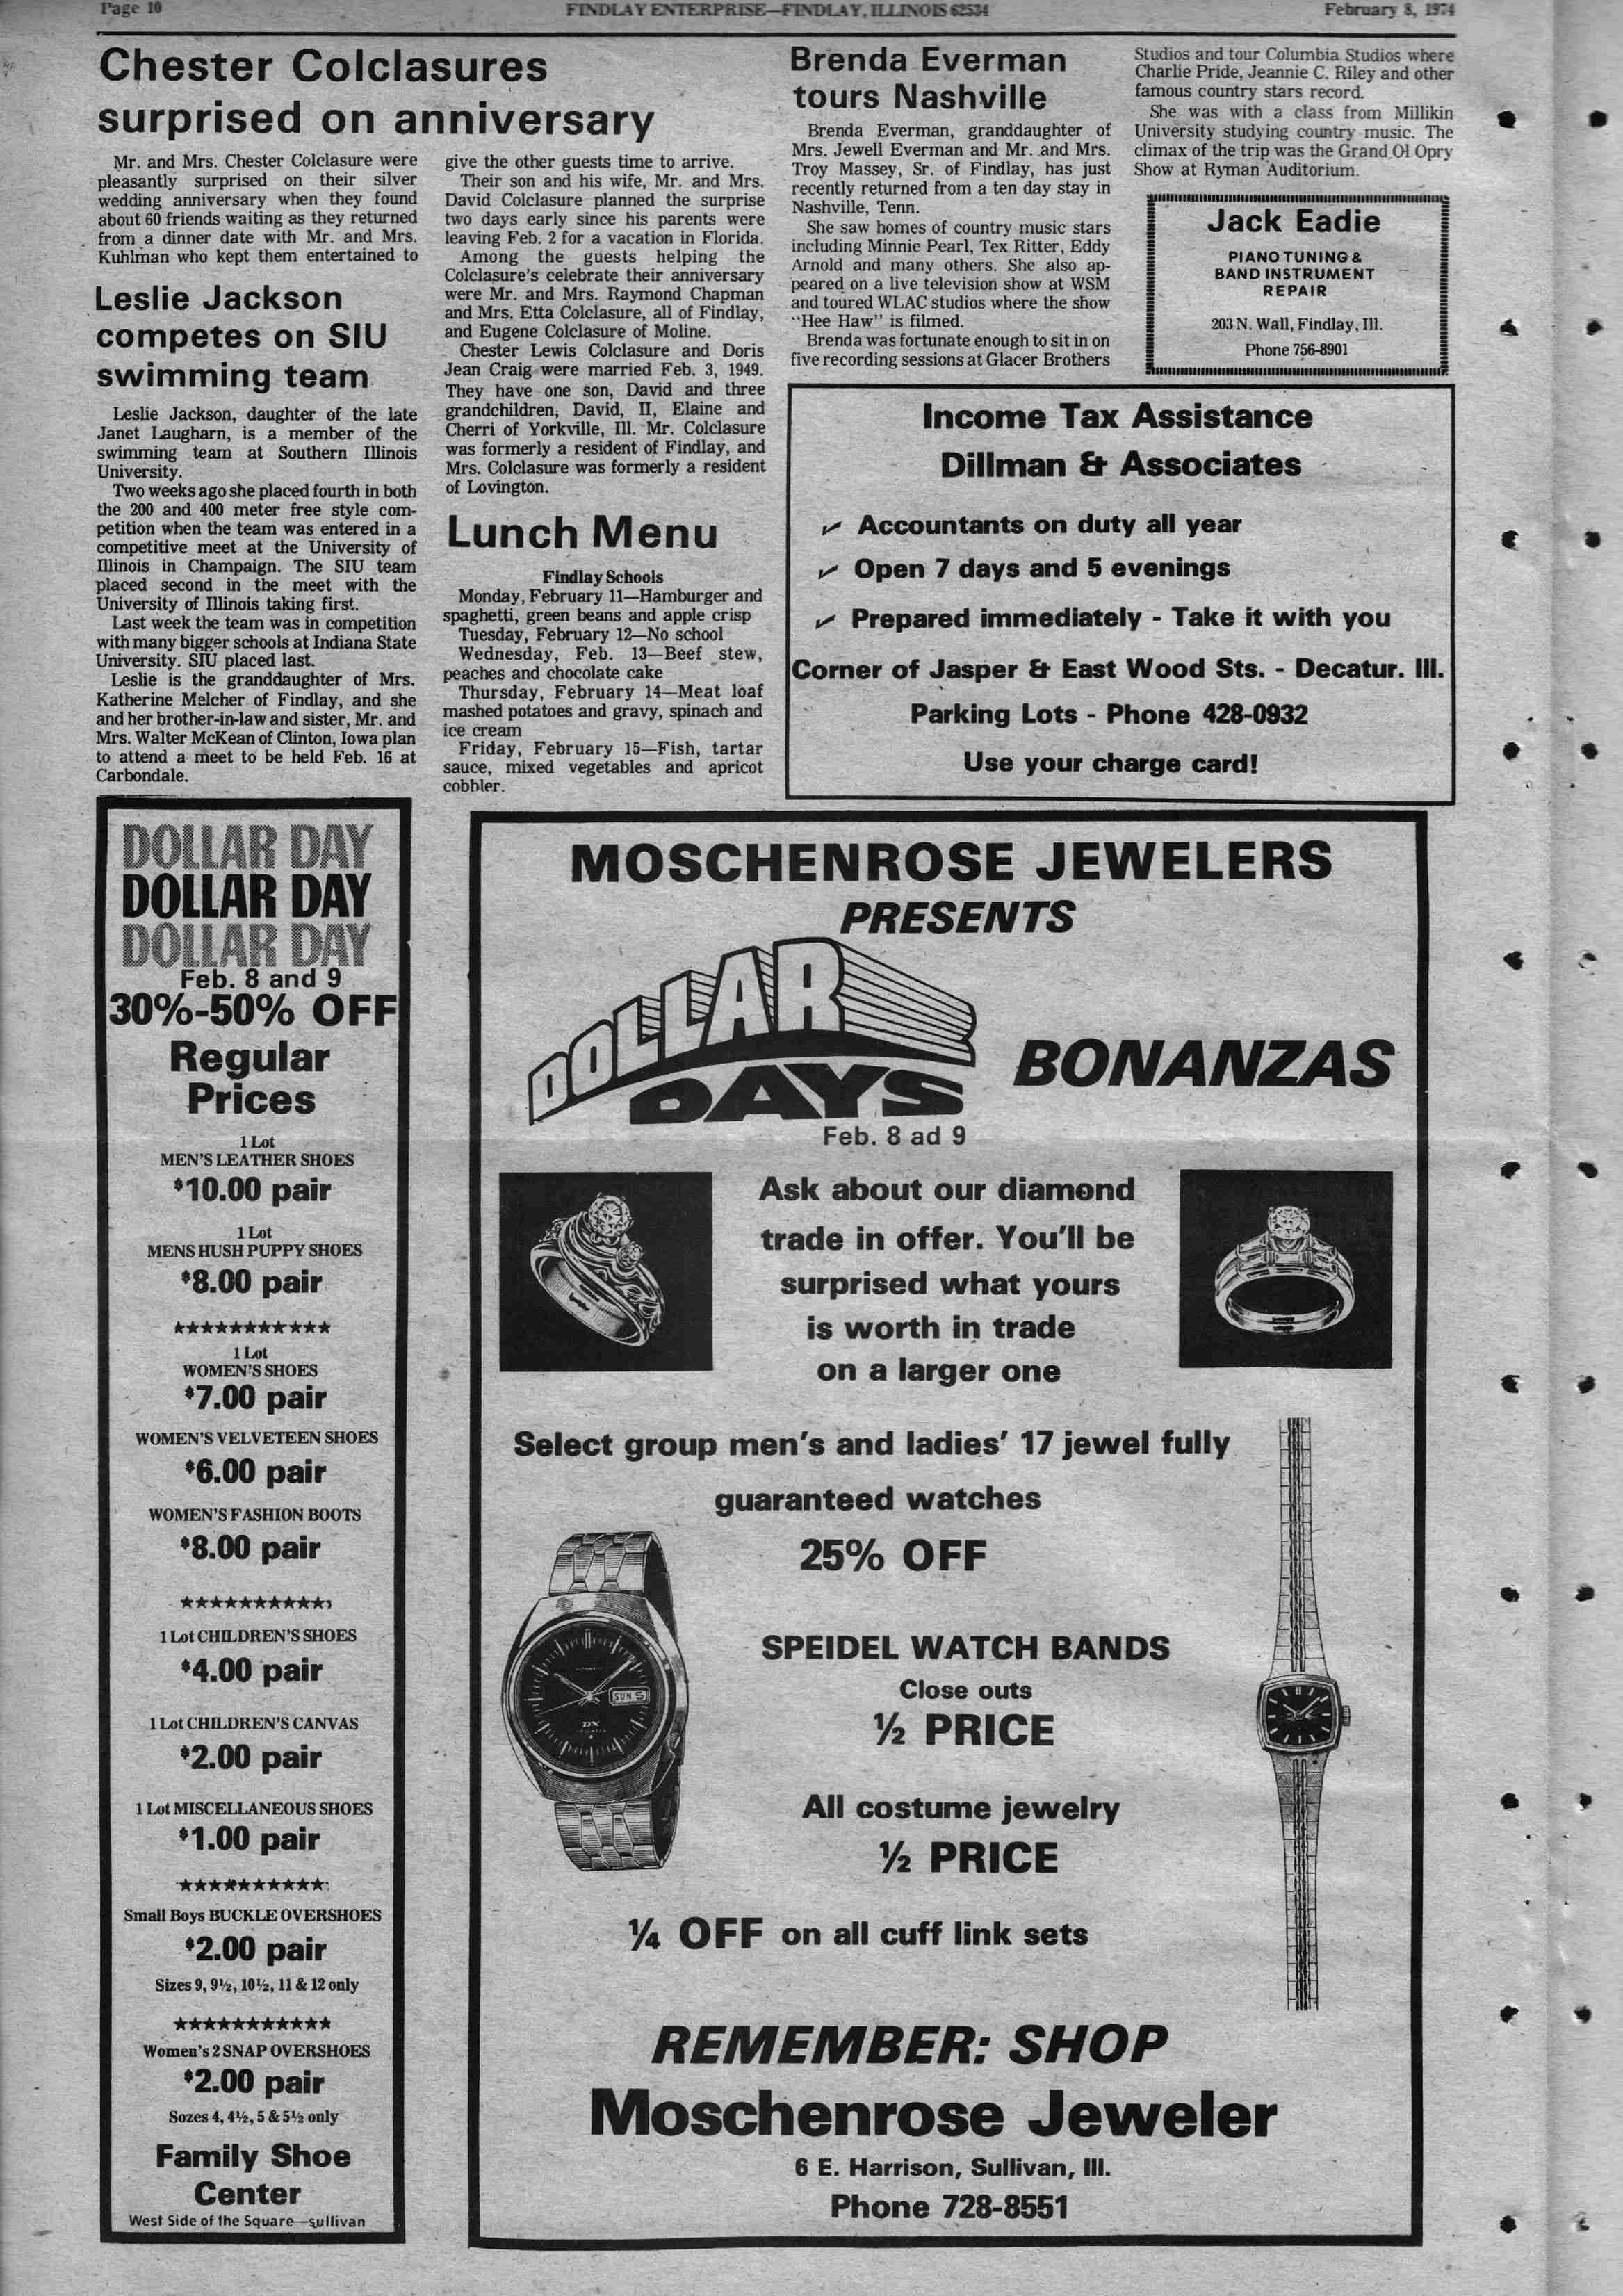 Page 10
FINDLAY ENTERPRISE—FINDLAY, ILLINOIS 62534
February 8, 1974
Chester Colclasures
surprised on anniversary
Mr. and Mrs. Chester Colclasure were
pleasantly surprised on their silver
wedding anniversary when they found
about 60 friends waiting as they returned
from a dinner date with Mr. and Mrs.
Kuhlman who kept them entertained to
give the other guests time to arrive.
Their son and his wife, Mr. and Mrs.
David Colclasure planned the surprise
two days early since his parents were
leaving Feb. 2 for a vacation in Florida.
Among the guests helping the
Colclasure's celebrate their anniversary
were Mr. and Mrs. Raymond Chapman
and Mrs. Etta Colclasure, all of Findlay,
and Eugene Colclasure of Moline.
Chester Lewis Colclasure and Doris
Jean Craig were married Feb. 3, 1949.
They have one son, David and three
grandchildren, David, II, Elaine and
Cherri of Yorkville, Ill. Mr. Colclasure
was formerly a resident of Findlay, and
Mrs. Colclasure was formerly a resident
of Lovington.
Leslie Jackson
competes on SIU
swimming team
Leslie Jackson, daughter of the late
Janet Laugharn, is a member of the
swimming team at Southern Illinois
University.
Two weeks ago she placed fourth in both
the 200 and 400 meter free style com-
petition when the team was entered in a
competitive meet at the University of
Illinois in Champaign. The SIU team
placed second in the meet with the
University of Illinois taking first.
Last week the team was in competition
with many bigger schools at Indiana State
University. SIU placed last.
Leslie is the granddaughter of Mrs.
Katherine Melcher of Findlay, and she
and her brother-in-law and sister, Mr. and
Mrs. Walter McKean of Clinton, Iowa plan
to attend a meet to be held Feb. 16 at
Carbondale.
Lunch Menu
Findlay Schools
Monday, February 11—Hamburger and
spaghetti, green beans and apple crisp
Tuesday, February 12—No school
Wednesday, Feb. 13—Beef stew,
peaches and chocolate cake
Thursday, February 14—Meat loaf
mashed potatoes and gravy, spinach and
ice cream
Friday, February 15—Fish, tartar
sauce, mixed vegetables and apricot
cobbler.
Brenda Everman
tours Nashville
Brenda Everman, granddaughter of
Mrs. Jewell Everman and Mr. and Mrs.
Troy Massey, Sr. of Findlay, has just
recently returned from a ten day stay in
Nashville, Tenn.
She saw homes of country music stars
including Minnie Pearl, Tex Ritter, Eddy
Arnold and many others. She also ap-
peared on a live television show at WSM
and toured WLAC studios where the show
"Hee Haw" is filmed.
Brenda was fortunate enough to sit in on
five recording sessions at Glacer Brothers
Studios and tour Columbia Studios where
Charlie Pride, Jeannie C. Riley and other
famous country stars record.
She was with a class from Millikin
University studying country music. The
climax of the trip was the Grand Ol Opry
Show at Ryman Auditorium.
Jack Eadie
PIANO TUNING &
BAND INSTRUMENT
REPAIR
203 N. Wall, Findlay, Ill.
Phone 756-8901
Income Tax Assistance
Dillman & Associates
✓ Accountants on duty all year
✓ Open 7 days and 5 evenings
✓ Prepared immediately - Take it with you
Corner of Jasper & East Wood Sts. - Decatur. Ill.
Parking Lots - Phone 428-0932
Use your charge card!
DOLLAR DAY
DOLLAR DAY
DOLLAR DAY
Feb. 8 and 9
30%-50% OFF
Regular
Prices
1 Lot
MEN'S LEATHER SHOES
$10.00 pair
1 Lot
MENS HUSH PUPPY SHOES
$8.00 pair
★★★★★★★★★★★
1 Lot
WOMEN'S SHOES
$7.00 pair
WOMEN'S VELVETEEN SHOES
$6.00 pair
WOMEN'S FASHION BOOTS
$8.00 pair
★★★★★★★★★★
1 Lot CHILDREN'S SHOES
$4.00 pair
1 Lot CHILDREN'S CANVAS
$2.00 pair
1 Lot MISCELLANEOUS SHOES
$1.00 pair
★★★★★★★★★★
Small Boys BUCKLE OVERSHOES
$2.00 pair
Sizes 9, 9½, 10½, 11 & 12 only
★★★★★★★★★★★
Women's 2 SNAP OVERSHOES
$2.00 pair
Sozes 4, 4½, 5 & 5½ only
Family Shoe
Center
West Side of the Square—sullivan
MOSCHENROSE JEWELERS
PRESENTS
DOLLAR
DAYS
BONANZAS
Feb. 8 ad 9
Ask about our diamond
trade in offer. You'll be
surprised what yours
is worth in trade
on a larger one
Select group men's and ladies' 17 jewel fully
guaranteed watches
25% OFF
SUN 5
DX
SPEIDEL WATCH BANDS
Close outs
½ PRICE
All costume jewelry
½ PRICE
¼ OFF on all cuff link sets
REMEMBER: SHOP
Moschenrose Jeweler
6 E. Harrison, Sullivan, Ill.
Phone 728-8551